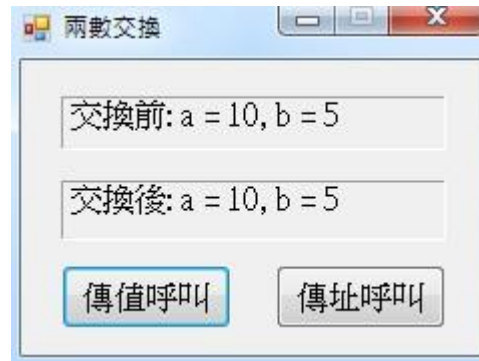 兩數交換
交換前: a = 10, b = 5
交換後: a = 10, b = 5
傳值呼叫 傳址呼叫